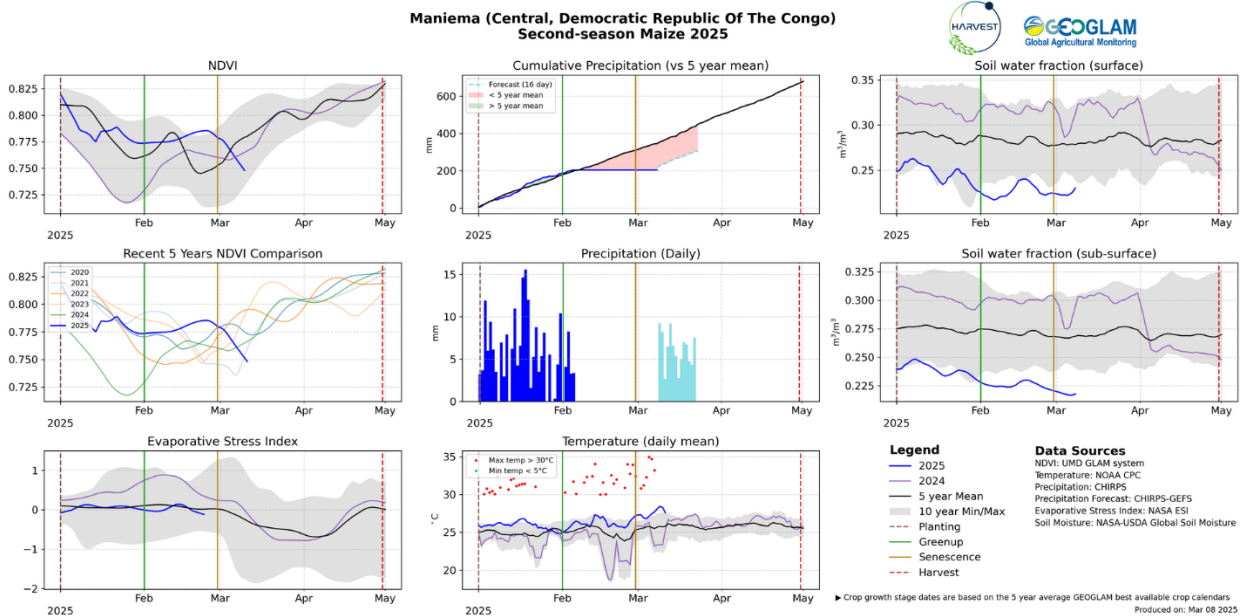 Maniema (Central, Democratic Republic Of The Congo)
Second-season Maize 2025
HARVEST
GEOGLAM
Global Agricultural Monitoring
NDVI
0.825
0.800
0.775
0.750
0.725
Feb
Mar
Apr
May
2025
Cumulative Precipitation (vs 5 year mean)
Forecast (16 day)
< 5 year mean
> 5 year mean
mm
600
400
200
0
Feb
Mar
Apr
May
2025
Soil water fraction (surface)
m³/m³
0.35
0.30
0.25
Feb
Mar
Apr
May
2025
Recent 5 Years NDVI Comparison
2020
2021
2022
2023
2024
2025
0.825
0.800
0.775
0.750
0.725
Feb
Mar
Apr
May
2025
Precipitation (Daily)
mm
15
10
5
0
Feb
Mar
Apr
May
2025
Soil water fraction (sub-surface)
m³/m³
0.325
0.300
0.275
0.250
0.225
Feb
Mar
Apr
May
2025
Evaporative Stress Index
1
0
−1
−2
Feb
Mar
Apr
May
2025
Temperature (daily mean)
Max temp > 30°C
Min temp < 5°C
°C
35
30
25
20
Feb
Mar
Apr
May
2025
Legend
2025
2024
5 year Mean
10 year Min/Max
Planting
Greenup
Senescence
Harvest
Data Sources
NDVI: UMD GLAM system
Temperature: NOAA CPC
Precipitation: CHIRPS
Precipitation Forecast: CHIRPS-GEFS
Evaporative Stress Index: NASA ESI
Soil Moisture: NASA-USDA Global Soil Moisture
▶ Crop growth stage dates are based on the 5 year average GEOGLAM best available crop calendars
Produced on: Mar 08 2025